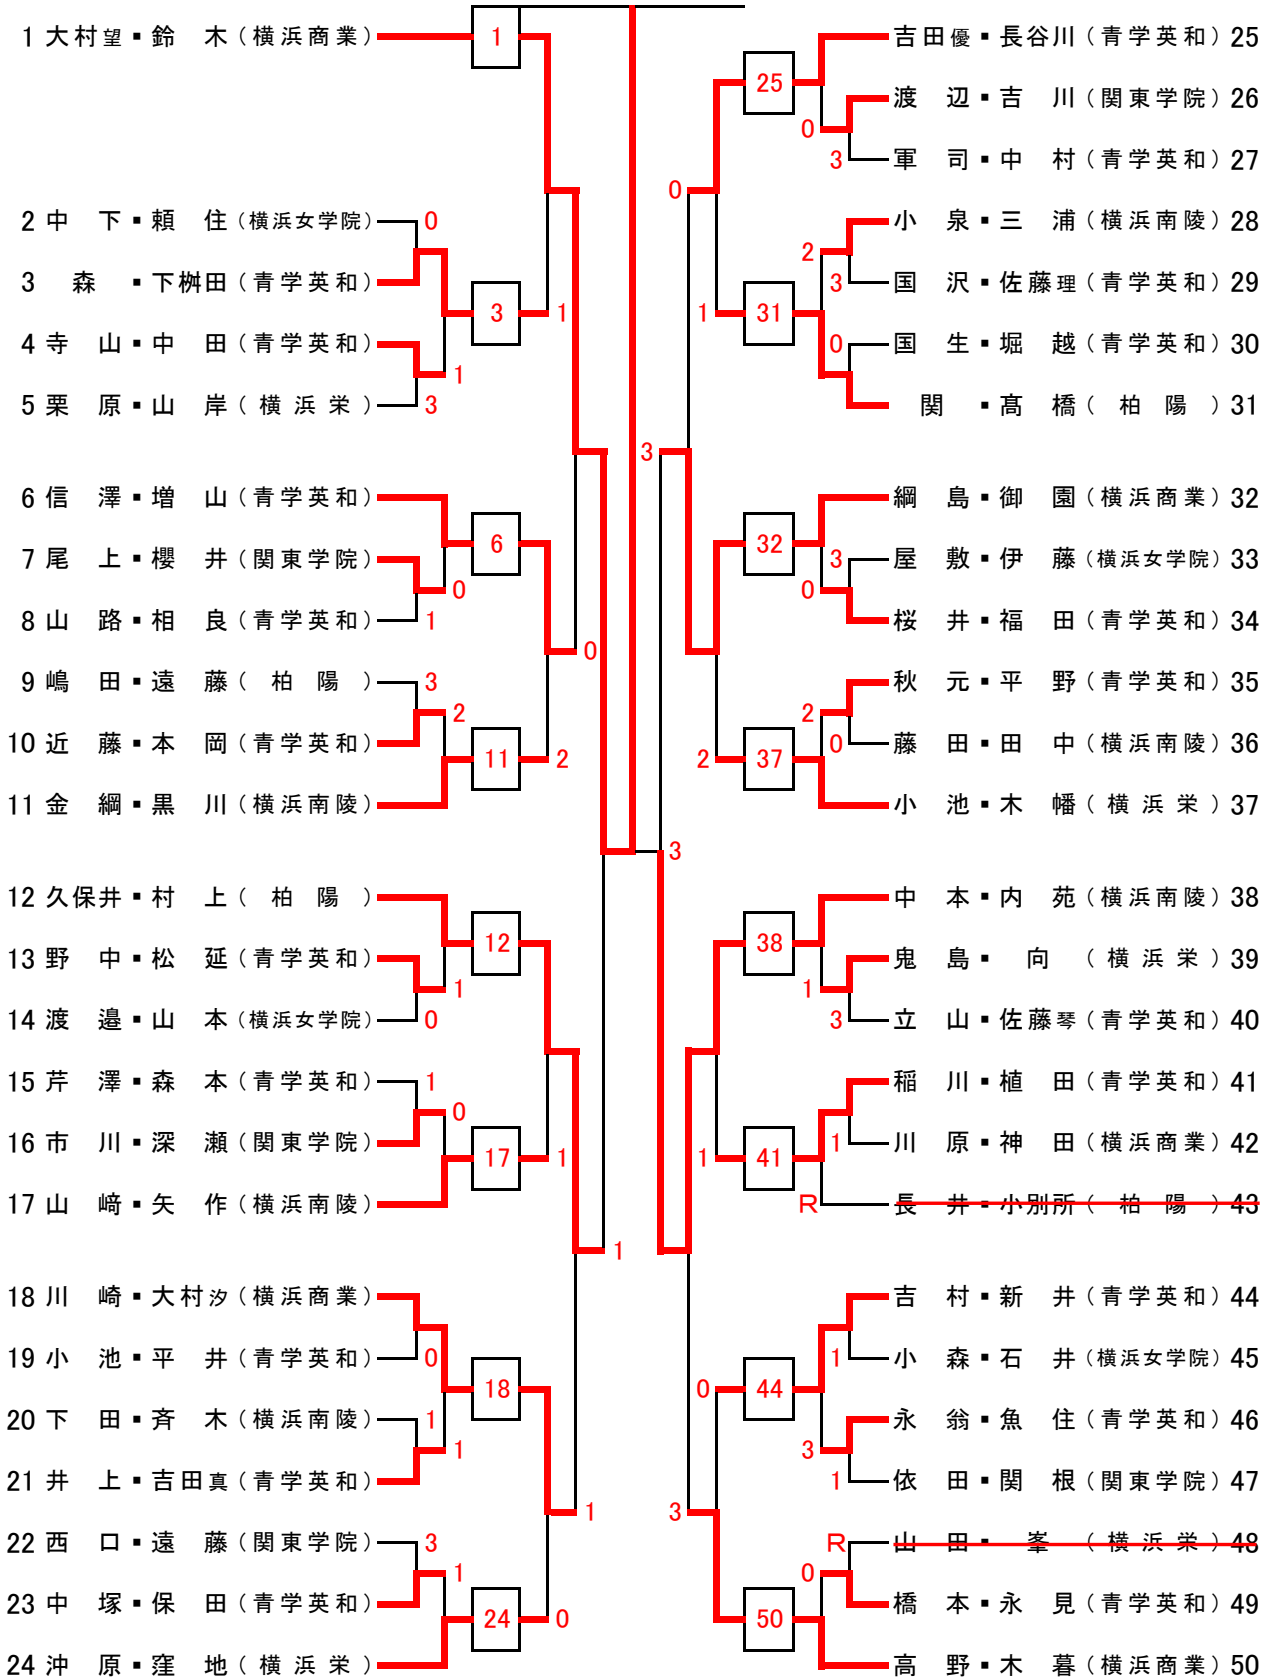 1 大村望・鈴 木 (横浜商業)
2 中 下・頼 住 (横浜女学院)
3 森 ・下桝田 (青学英和)
4 寺 山・中 田 (青学英和)
5 栗 原・山 岸 (横浜栄)
6 信 澤・増 山 (青学英和)
7 尾 上・櫻 井 (関東学院)
8 山 路・相 良 (青学英和)
9 嶋 田・遠 藤 (柏陽)
10 近 藤・本 岡 (青学英和)
11 金 綱・黒 川 (横浜南陵)
12 久保井・村 上 (柏陽)
13 野 中・松 延 (青学英和)
14 渡 邉・山 本 (横浜女学院)
15 芹 澤・森 本 (青学英和)
16 市 川・深 瀬 (関東学院)
17 山 﨑・矢 作 (横浜南陵)
18 川 崎・大村汐 (横浜商業)
19 小 池・平 井 (青学英和)
20 下 田・斉 木 (横浜南陵)
21 井 上・吉田真 (青学英和)
22 西 口・遠 藤 (関東学院)
23 中 塚・保 田 (青学英和)
24 沖 原・窪 地 (横浜栄)
0
3
1
0
1
3
2
0
1
1
0
0
1
3
1
1
3
6
11
12
17
18
24
1
2
1
0
0
1
1
3
3
0
3
1
2
1
0
25
31
32
37
38
41
44
50
0
3
2
3
0
3
0
2
0
1
3
1
R
1
3
1
R
0
吉田優・長谷川 (青学英和) 25
渡 辺・吉 川 (関東学院) 26
軍 司・中 村 (青学英和) 27
小 泉・三 浦 (横浜南陵) 28
国 沢・佐藤理 (青学英和) 29
国 生・堀 越 (青学英和) 30
関 ・髙 橋 (柏陽) 31
綱 島・御 園 (横浜商業) 32
屋 敷・伊 藤 (横浜女学院) 33
桜 井・福 田 (青学英和) 34
秋 元・平 野 (青学英和) 35
藤 田・田 中 (横浜南陵) 36
小 池・木 幡 (横浜栄) 37
中 本・内 苑 (横浜南陵) 38
鬼 島・ 向 (横浜栄) 39
立 山・佐藤琴 (青学英和) 40
稲 川・植 田 (青学英和) 41
川 原・神 田 (横浜商業) 42
長 井・小別所 (柏陽) 43
吉 村・新 井 (青学英和) 44
小 森・石 井 (横浜女学院) 45
永 翁・魚 住 (青学英和) 46
依 田・関 根 (関東学院) 47
山 田・ 峯 (横浜栄) 48
橋 本・永 見 (青学英和) 49
高 野・木 暮 (横浜商業) 50